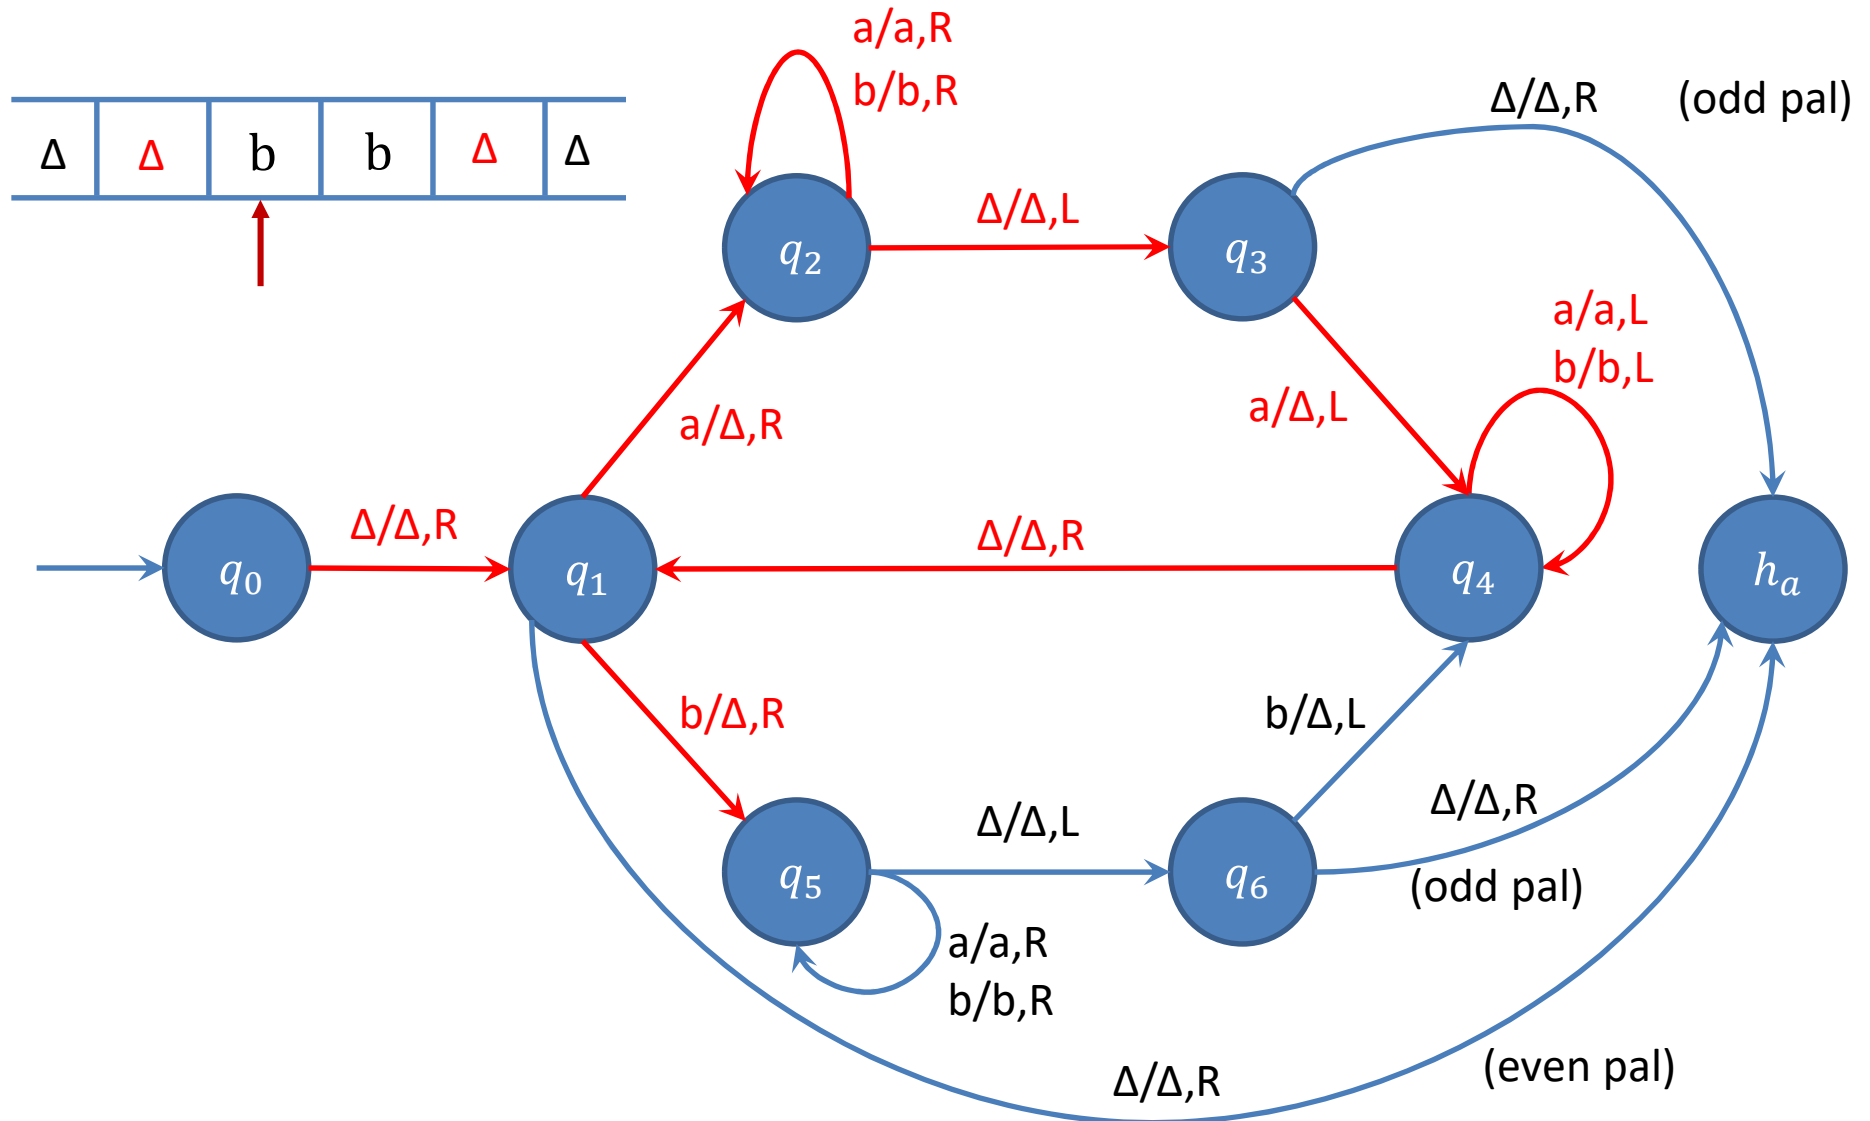 a/a,R
b/b,R
Δ/Δ,R (odd pal)
Δ Δ b b Δ Δ
Δ/Δ,L
q₂ q₃
a/a,L
b/b,L
a/Δ,R a/Δ,L
Δ/Δ,R Δ/Δ,R
q₀ q₁ q₄ hₐ
b/Δ,R b/Δ,L
Δ/Δ,L Δ/Δ,R
q₅ q₆ (odd pal)
a/a,R
b/b,R
Δ/Δ,R (even pal)